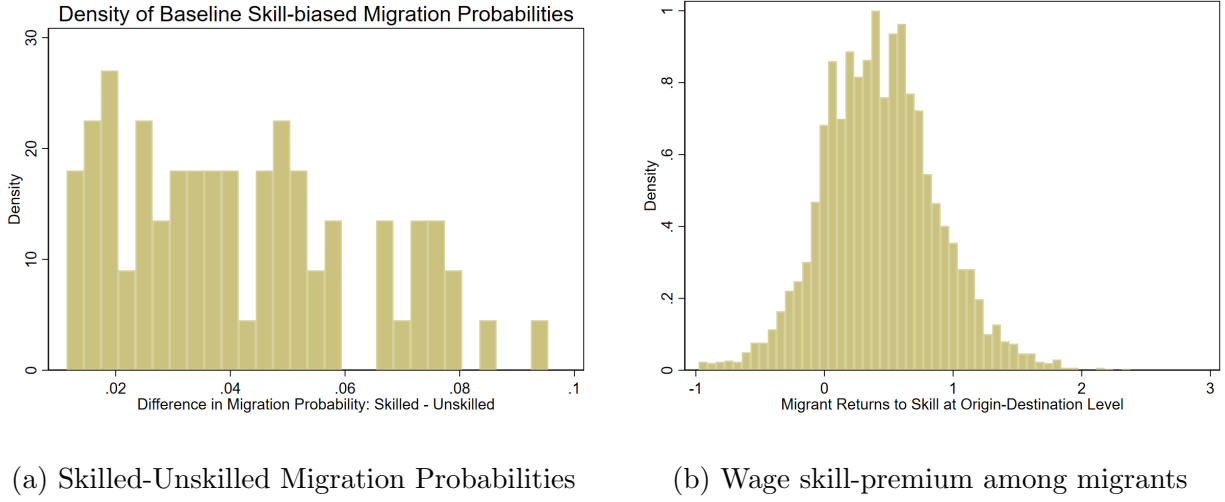 Density of Baseline Skill-biased Migration Probabilities
30
20
10
0
Density
.02 .04 .06 .08 .1
Difference in Migration Probability: Skilled - Unskilled
(a) Skilled-Unskilled Migration Probabilities
1
.8
.6
.4
.2
0
Density
-1 0 1 2 3
Migrant Returns to Skill at Origin-Destination Level
(b) Wage skill-premium among migrants